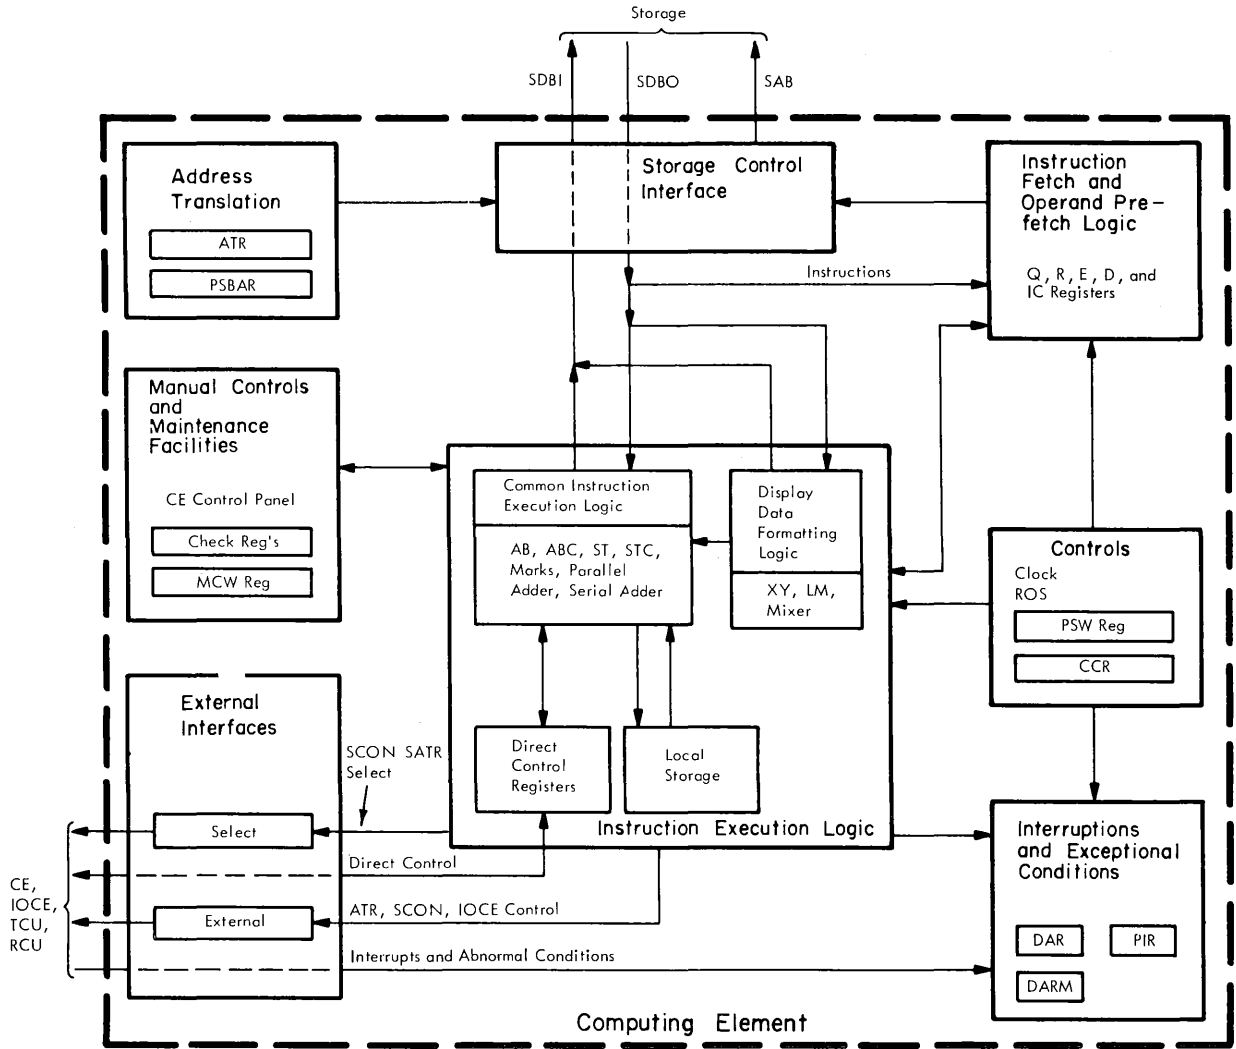 Storage
SDBI
SDBO
SAB
Address
Translation
ATR
PSBAR
Storage Control
Interface
Instruction
Fetch and
Operand Pre-
fetch Logic
Q, R, E, D, and
IC Registers
Instructions
Manual Controls
and
Maintenance
Facilities
CE Control Panel
Check Reg's
MCW Reg
Common Instruction
Execution Logic
AB, ABC, ST, STC,
Marks, Parallel
Adder, Serial Adder
Display
Data
Formatting
Logic
XY, LM,
Mixer
Controls
Clock
ROS
PSW Reg
CCR
External
Interfaces
SCON SATR
Select
Direct
Control
Registers
Local
Storage
Instruction Execution Logic
Select
Direct Control
CE,
IOCE,
TCU,
RCU
External
ATR, SCON, IOCE Control
Interrupts and Abnormal Conditions
Interruptions
and Exceptional
Conditions
DAR
PIR
DARM
Computing Element